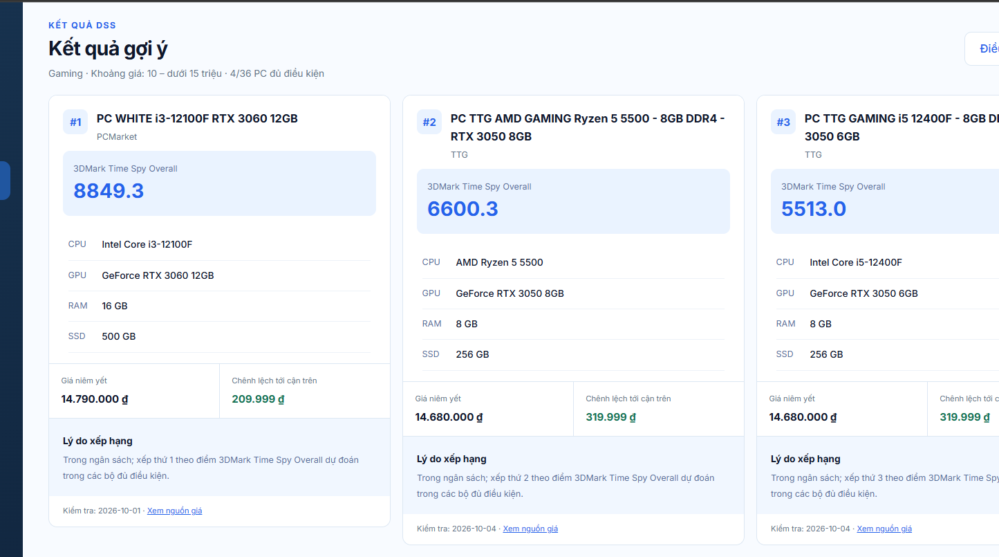 KẾT QUẢ DSS
Kết quả gợi ý
Gaming · Khoảng giá: 10 – dưới 15 triệu · 4/36 PC đủ điều kiện
#1
PC WHITE i3-12100F RTX 3060 12GB
PCMarket
3DMark Time Spy Overall
8849.3
CPU Intel Core i3-12100F
GPU GeForce RTX 3060 12GB
RAM 16 GB
SSD 500 GB
Giá niêm yết
14.790.000 ₫
Chênh lệch tới cận trên
209.999 ₫
Lý do xếp hạng
Trong ngân sách; xếp thứ 1 theo điểm 3DMark Time Spy Overall dự đoán
trong các bộ đủ điều kiện.
Kiểm tra: 2026-10-01 · Xem nguồn giá
#2
PC TTG AMD GAMING Ryzen 5 5500 - 8GB DDR4 -
RTX 3050 8GB
TTG
3DMark Time Spy Overall
6600.3
CPU AMD Ryzen 5 5500
GPU GeForce RTX 3050 8GB
RAM 8 GB
SSD 256 GB
Giá niêm yết
14.680.000 ₫
Chênh lệch tới cận trên
319.999 ₫
Lý do xếp hạng
Trong ngân sách; xếp thứ 2 theo điểm 3DMark Time Spy Overall dự đoán
trong các bộ đủ điều kiện.
Kiểm tra: 2026-10-04 · Xem nguồn giá
#3
PC TTG GAMING i5 12400F - 8GB
3050 6GB
TTG
3DMark Time Spy Overall
5513.0
CPU Intel Core i5-12400F
GPU GeForce RTX 3050 6GB
RAM 8 GB
SSD 256 GB
Giá niêm yết
14.680.000 ₫
Chênh lệch tới
319.999 ₫
Lý do xếp hạng
Trong ngân sách; xếp thứ 3 theo điểm 3DMark Time
trong các bộ đủ điều kiện.
Kiểm tra: 2026-10-04 · Xem nguồn giá